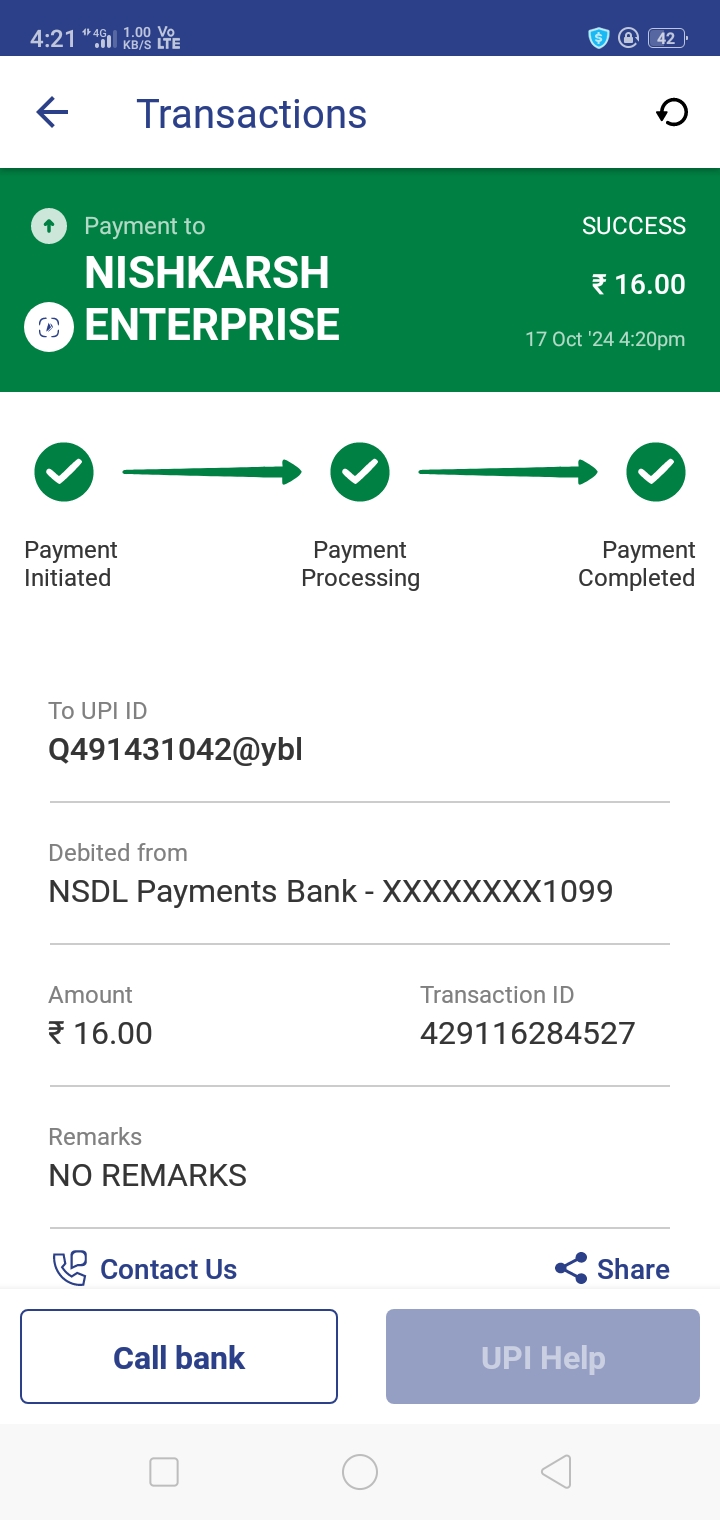 4:21 4G 1.00 KB/S Vo LTE 42
Transactions
Payment to
SUCCESS
NISHKARSH
₹ 16.00
ENTERPRISE
17 Oct '24 4:20pm
Payment Initiated
Payment Processing
Payment Completed
To UPI ID
Q491431042@ybl
Debited from
NSDL Payments Bank - XXXXXXXX1099
Amount
₹ 16.00
Transaction ID
429116284527
Remarks
NO REMARKS
Contact Us
Share
Call bank
UPI Help